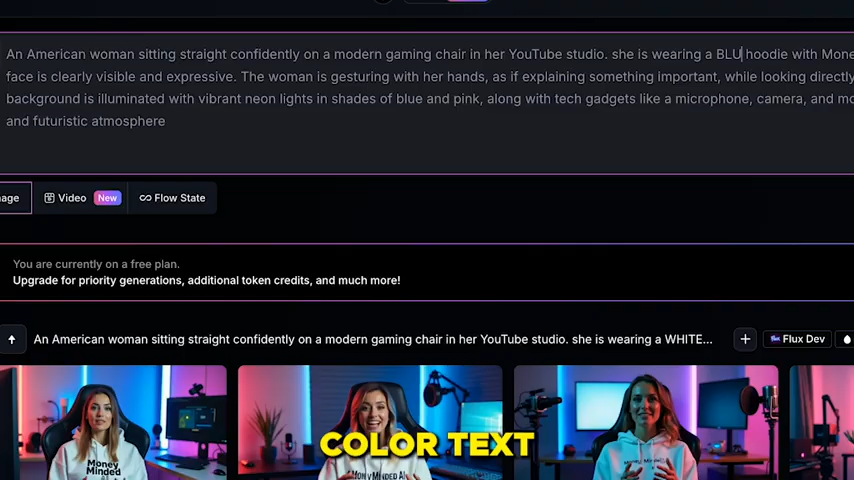 An American woman sitting straight confidently on a modern gaming chair in her YouTube studio. she is wearing a BLU hoodie with Mone
face is clearly visible and expressive. The woman is gesturing with her hands, as if explaining something important, while looking directly
background is illuminated with vibrant neon lights in shades of blue and pink, along with tech gadgets like a microphone, camera, and mo
and futuristic atmosphere
nage Video New Flow State
You are currently on a free plan.
Upgrade for priority generations, additional token credits, and much more!
An American woman sitting straight confidently on a modern gaming chair in her YouTube studio. she is wearing a WHITE... Flux Dev
COLOR TEXT
Money
Minded
MONEY MINDED AI